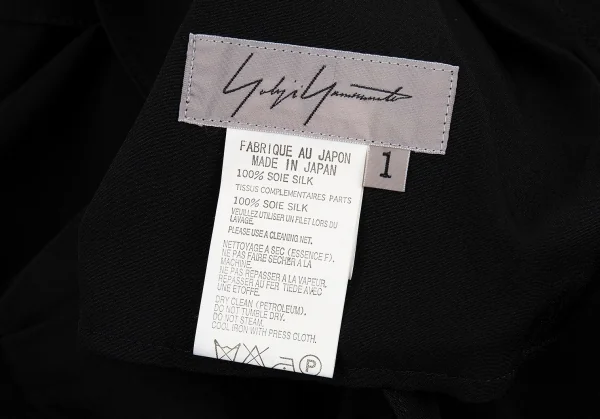 Yohji Yamamoto
1
FABRIQUE AU JAPON
MADE IN JAPAN
100% SOIE SILK
TISSUS COMPLEMENTAIRES PARTS
100% SOIE SILK
VEUILLEZ UTILISER UN FILET LORS DU
LAVAGE.
PLEASE USE A CLEANING NET.
NETTOYAGE A SEC (ESSENCE F).
NE PAS FAIRE SECHER A LA
MACHINE.
NE PAS REPASSER A LA VAPEUR.
REPASSER AU FER TIEDE AVEC
UNE ETOFFE.
DRY CLEAN (PETROLEUM).
DO NOT TUMBLE DRY.
DO NOT STEAM.
COOL IRON WITH PRESS CLOTH.
P